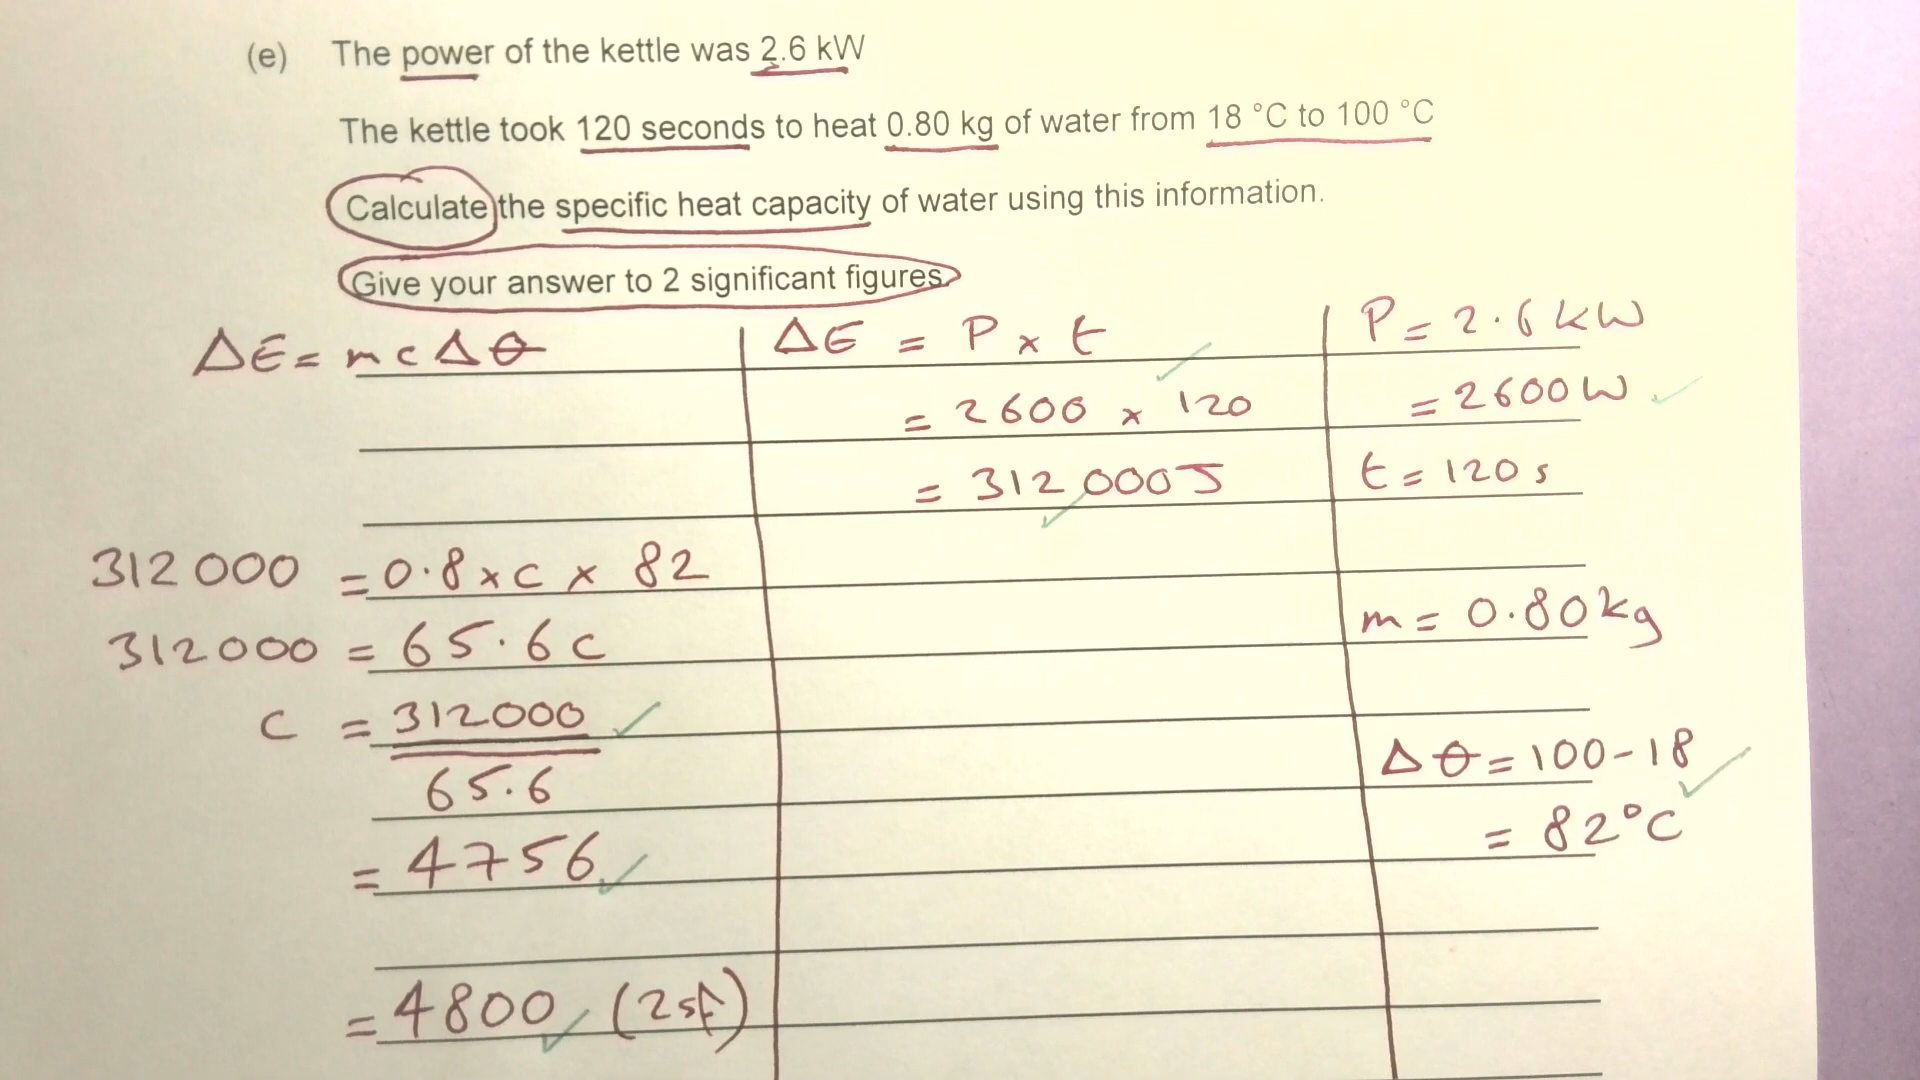 (e) The power of the kettle was 2.6 kW
The kettle took 120 seconds to heat 0.80 kg of water from 18 °C to 100 °C
Calculate the specific heat capacity of water using this information.
Give your answer to 2 significant figures.
ΔE = mcΔθ
312 000 = 0.8 x c x 82
312000 = 65.6 c
c = 312000
65.6
= 4756
= 4800 (2sf)
ΔE = P x t
= 2600 x 120
= 312 000 J
P = 2.6 kW
= 2600 W
t = 120 s
m = 0.80 kg
Δθ = 100 - 18
= 82°C